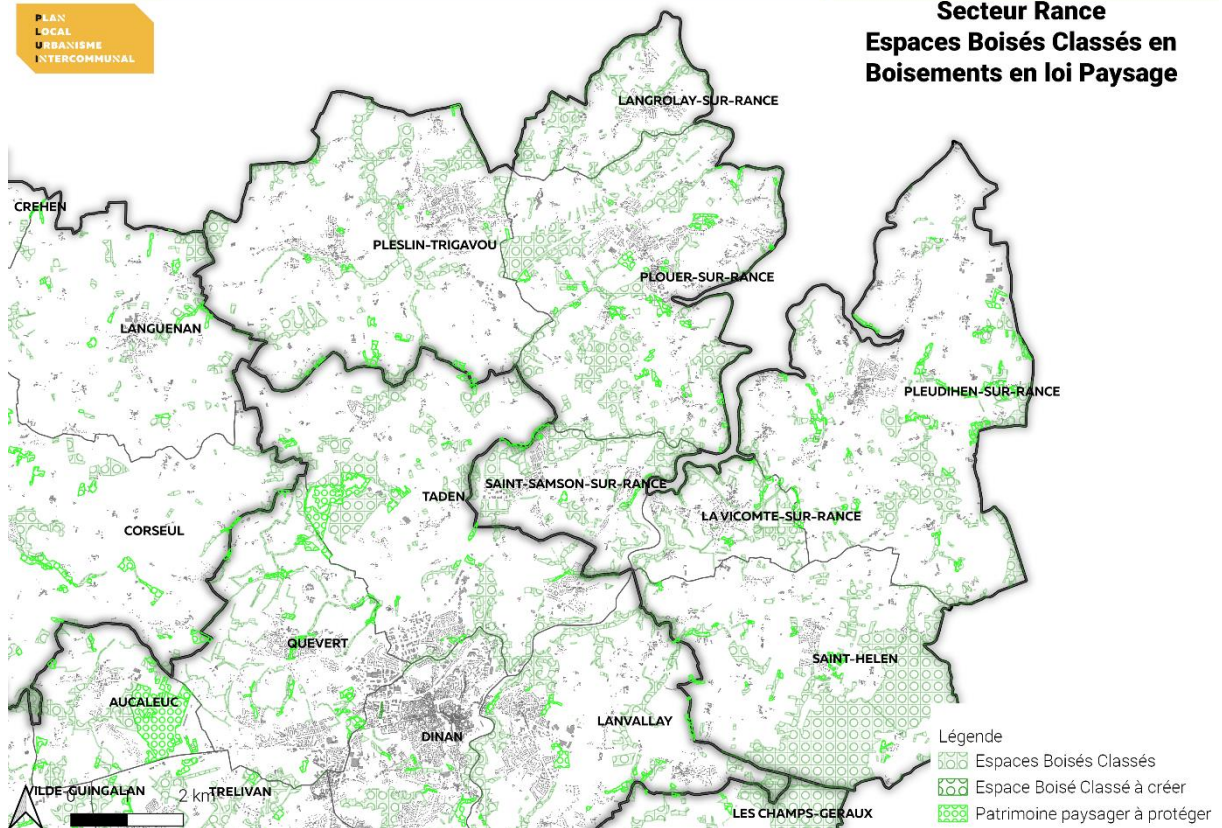 PLAN
LOCAL
URBANISME
INTERCOMMUNAL
Secteur Rance
Espaces Boisés Classés en
Boisements en loi Paysage
LANGROLAY-SUR-RANCE
CREHEN
PLESLIN-TRIGAVOU
PLOUER-SUR-RANCE
LANGUENAN
PLEUDIHEN-SUR-RANCE
SAINT-SAMSON-SUR-RANCE
TADEN
LA VICOMTE-SUR-RANCE
CORSEUL
QUEVERT
SAINT-HELEN
AUCALEUC
LANVALLAY
DINAN
VILDE-GUINGALAN
TRELIVAN
LES CHAMPS-GERAUX
0 1 2 km
Légende
Espaces Boisés Classés
Espace Boisé Classé à créer
Patrimoine paysager à protéger